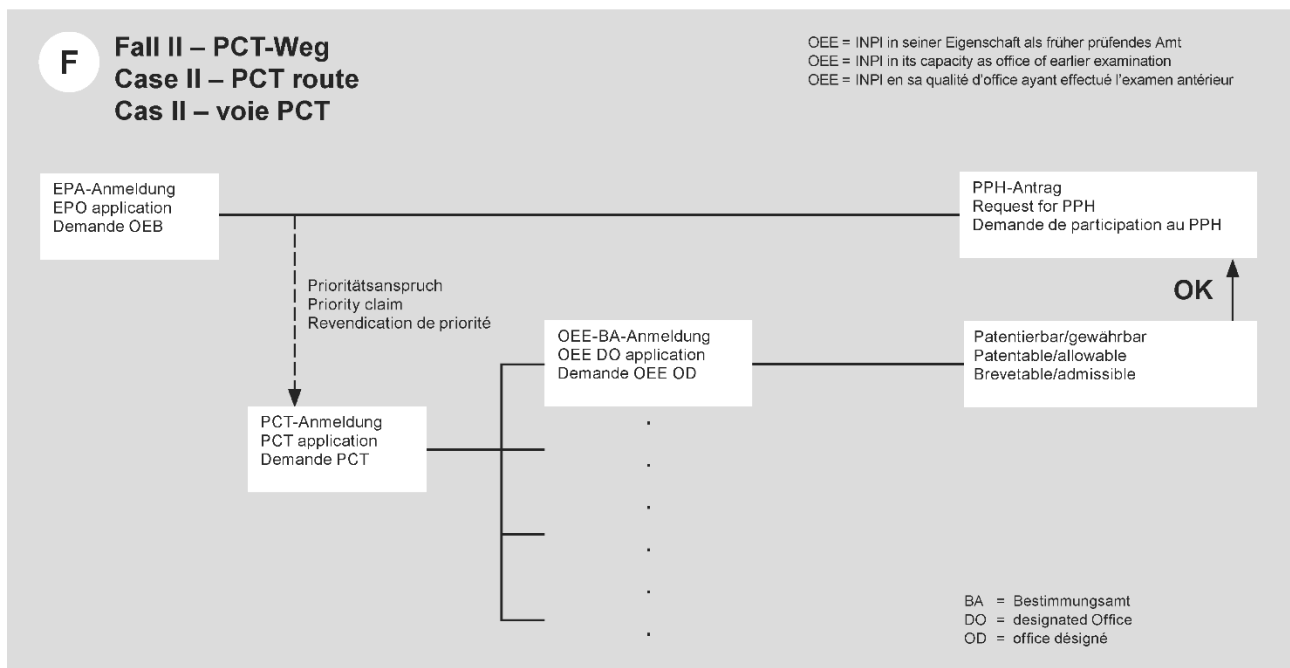 F
Fall II – PCT-Weg
Case II – PCT route
Cas II – voie PCT
OEE = INPI in seiner Eigenschaft als früher prüfendes Amt
OEE = INPI in its capacity as office of earlier examination
OEE = INPI en sa qualité d'office ayant effectué l'examen antérieur
EPA-Anmeldung
EPO application
Demande OEB
PPH-Antrag
Request for PPH
Demande de participation au PPH
Prioritätsanspruch
Priority claim
Revendication de priorité
OK
OEE-BA-Anmeldung
OEE DO application
Demande OEE OD
Patentierbar/gewährbar
Patentable/allowable
Brevetable/admissible
PCT-Anmeldung
PCT application
Demande PCT
BA = Bestimmungsamt
DO = designated Office
OD = office désigné